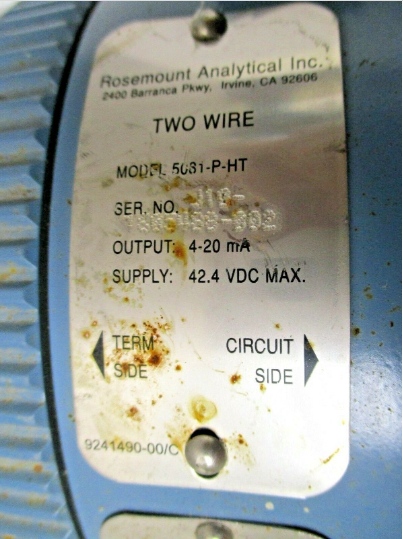 Rosemount Analytical Inc.
2400 Barranca Pkwy, Irvine, CA 92606
TWO WIRE
MODEL 5081-P-HT
SER. NO.
OUTPUT: 4-20 mA
SUPPLY: 42.4 VDC MAX.
TERM CIRCUIT
SIDE SIDE
9241490-00/C